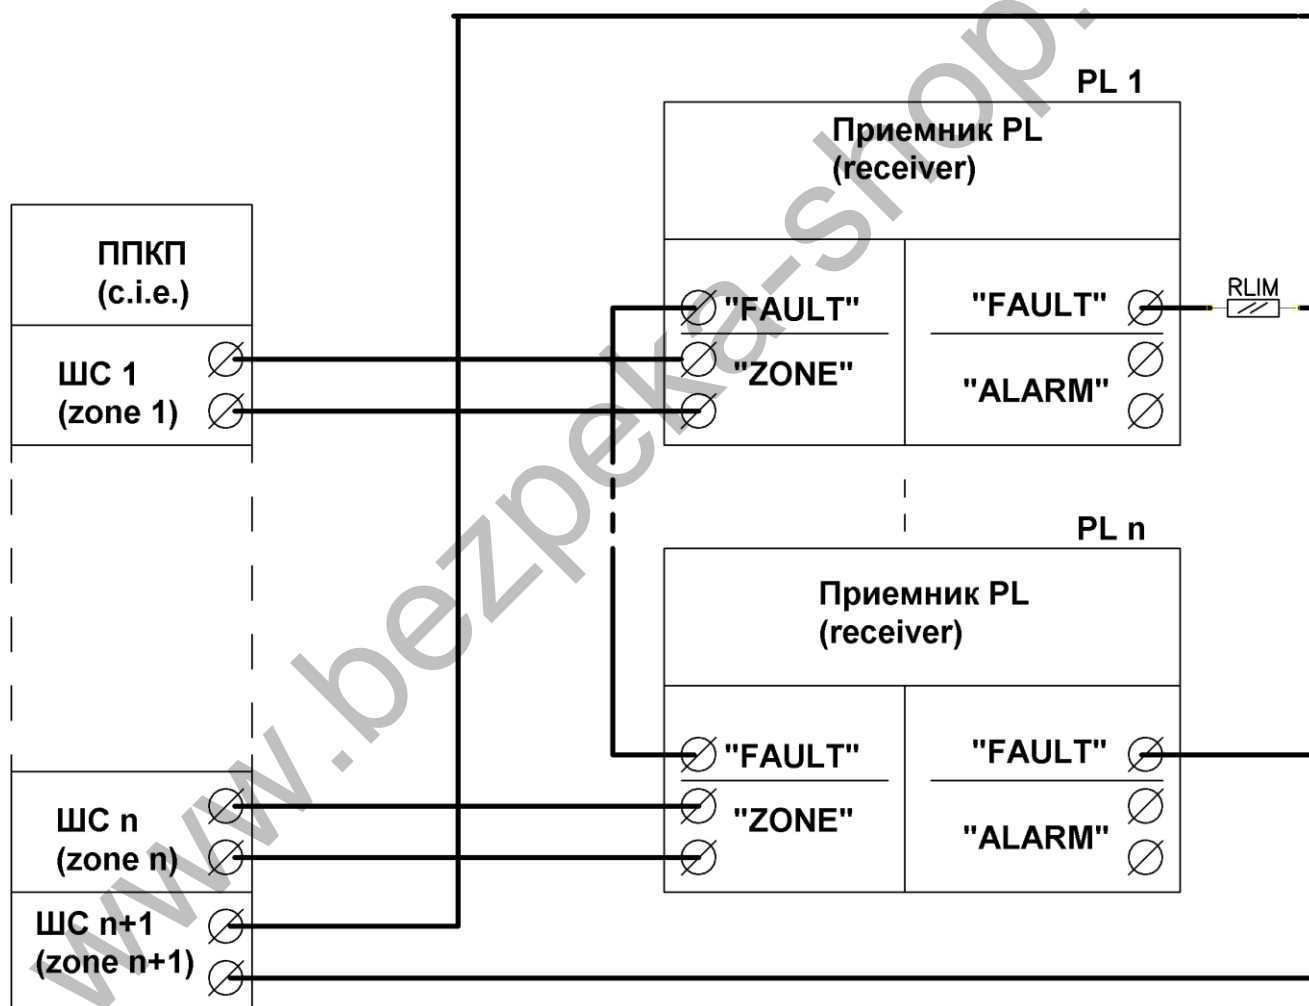 PL 1
Приемник PL
(receiver)
ППКП
(c.i.e.)
"FAULT"
"FAULT"
RLIM
ШС 1
(zone 1)
"ZONE"
"ALARM"
PL n
Приемник PL
(receiver)
"FAULT"
"FAULT"
ШС n
(zone n)
"ZONE"
"ALARM"
ШС n+1
(zone n+1)
www.bezpeka-shop.